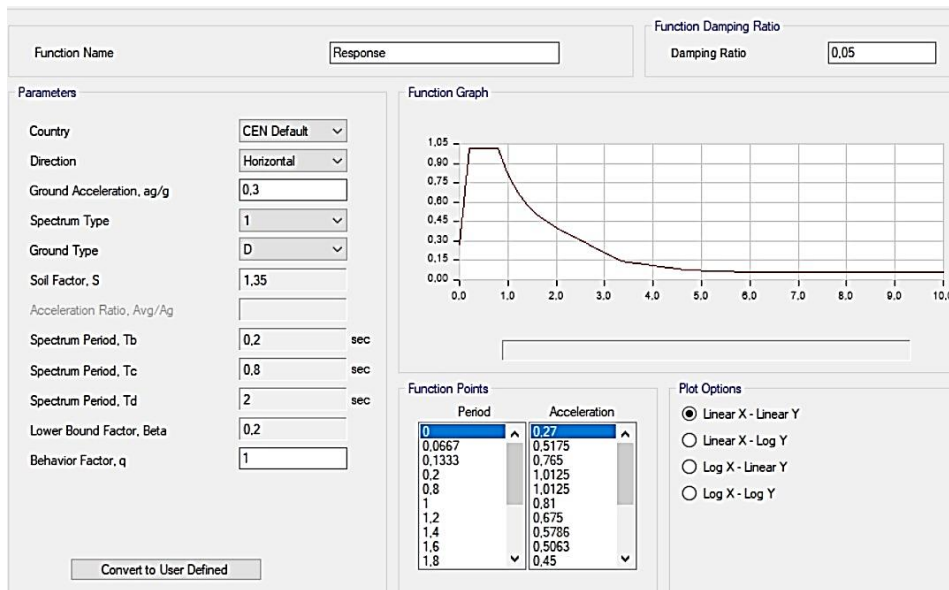 Function Name Response
Function Damping Ratio
Damping Ratio 0,05
Parameters
Country CEN Default
Direction Horizontal
Ground Acceleration, ag/g 0,3
Spectrum Type 1
Ground Type D
Soil Factor, S 1,35
Acceleration Ratio, Avg/Ag
Spectrum Period, Tb 0,2 sec
Spectrum Period, Tc 0,8 sec
Spectrum Period, Td 2 sec
Lower Bound Factor, Beta 0,2
Behavior Factor, q 1
Convert to User Defined
Function Graph
1,05
0,90
0,75
0,60
0,45
0,30
0,15
0,00
0,0 1,0 2,0 3,0 4,0 5,0 6,0 7,0 8,0 9,0 10,
Function Points
Period Acceleration
0 0,27
0,0667 0,5175
0,1333 0,765
0,2 1,0125
0,8 1,0125
1 0,81
1,2 0,675
1,4 0,5786
1,6 0,5063
1,8 0,45
Plot Options
Linear X - Linear Y
Linear X - Log Y
Log X - Linear Y
Log X - Log Y